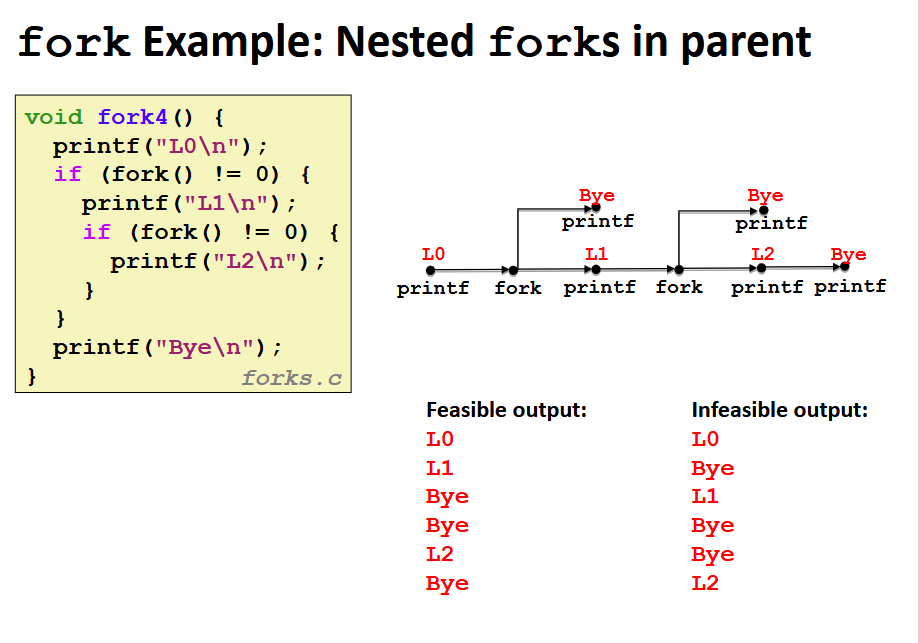 fork Example: Nested forks in parent
void fork4() {
printf("L0\n");
if (fork() != 0) {
printf("L1\n");
if (fork() != 0) {
printf("L2\n");
}
}
printf("Bye\n");
}
forks.c
Bye
Bye
printf
printf
L0
L1
L2
Bye
printf
fork
printf
fork
printf
printf
Feasible output:
L0
L1
Bye
Bye
L2
Bye
Infeasible output:
L0
Bye
L1
Bye
Bye
L2